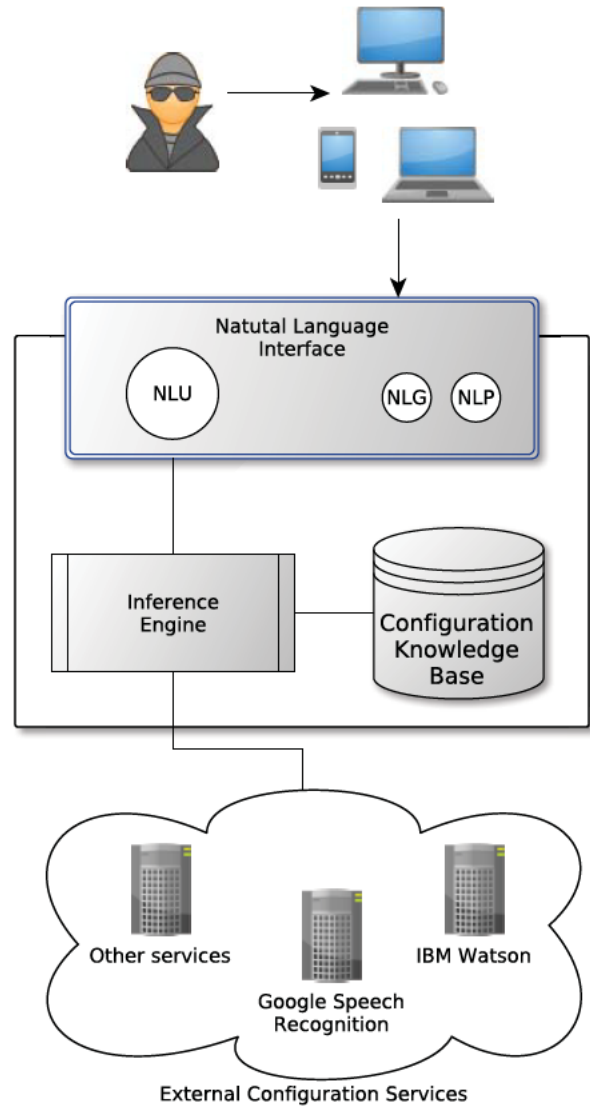 Natutal Language
Interface
NLU
NLG
NLP
Inference
Engine
Configuration
Knowledge
Base
Other services
IBM Watson
Google Speech
Recognition
External Configuration Services